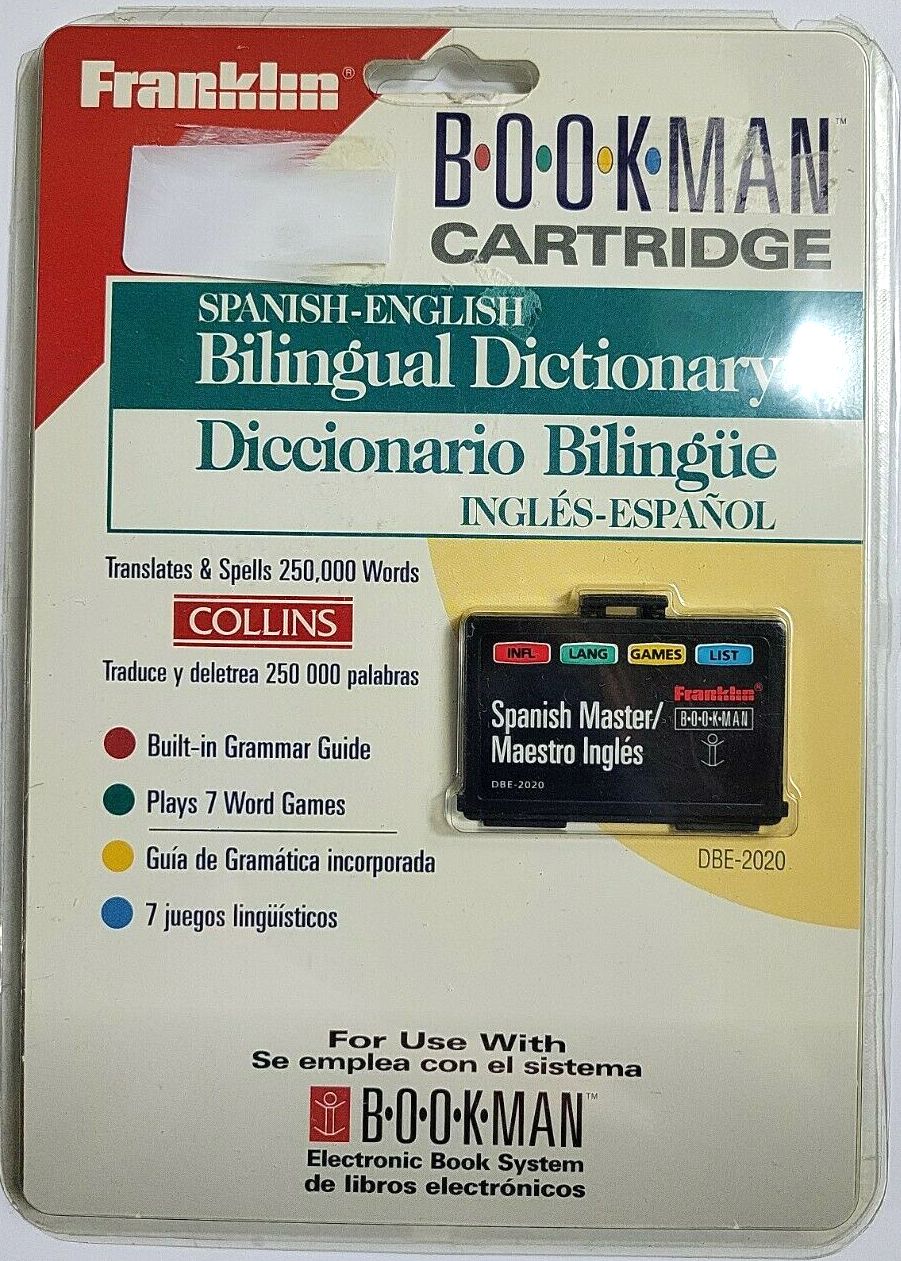 Franklin®
B·O·O·K·MAN™
CARTRIDGE
SPANISH-ENGLISH
Bilingual Dictionary
Diccionario Bilingüe
INGLÉS-ESPAÑOL
Translates & Spells 250,000 Words
COLLINS
Traduce y deletrea 250 000 palabras
Built-in Grammar Guide
Plays 7 Word Games
Guía de Gramática incorporada
7 juegos lingüísticos
INFL LANG GAMES LIST
Franklin®
B·O·O·K·MAN
Spanish Master/
Maestro Inglés
DBE-2020
DBE-2020
For Use With
Se emplea con el sistema
B·O·O·K·MAN™
Electronic Book System
de libros electrónicos